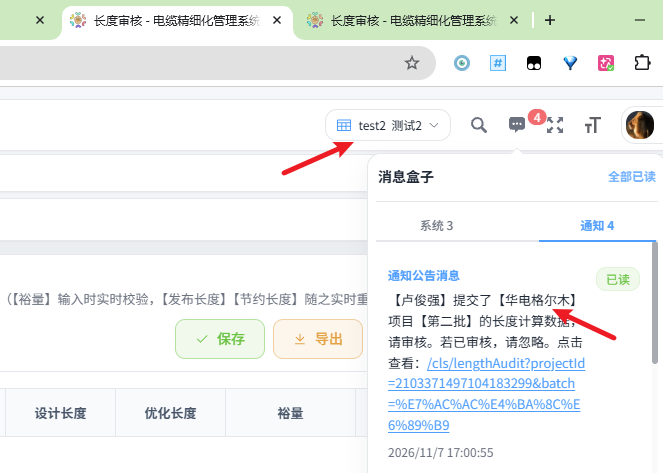 长度审核 - 电缆精细化管理系统
长度审核 - 电缆精细化管理系统
test2 测试2
4
消息盒子
全部已读
系统 3
通知 4
通知公告消息
已读
【卢俊强】提交了【华电格尔木】
项目【第二批】的长度计算数据，
请审核。若已审核，请忽略。点击
查看：/cls/lengthAudit?projectId
=2103371497104183299&batch
=%E7%AC%AC%E4%BA%8C%E
6%89%B9
2026/11/7 17:00:55
（【裕量】输入时实时校验，【发布长度】【节约长度】随之实时重
保存
导出
设计长度
优化长度
裕量